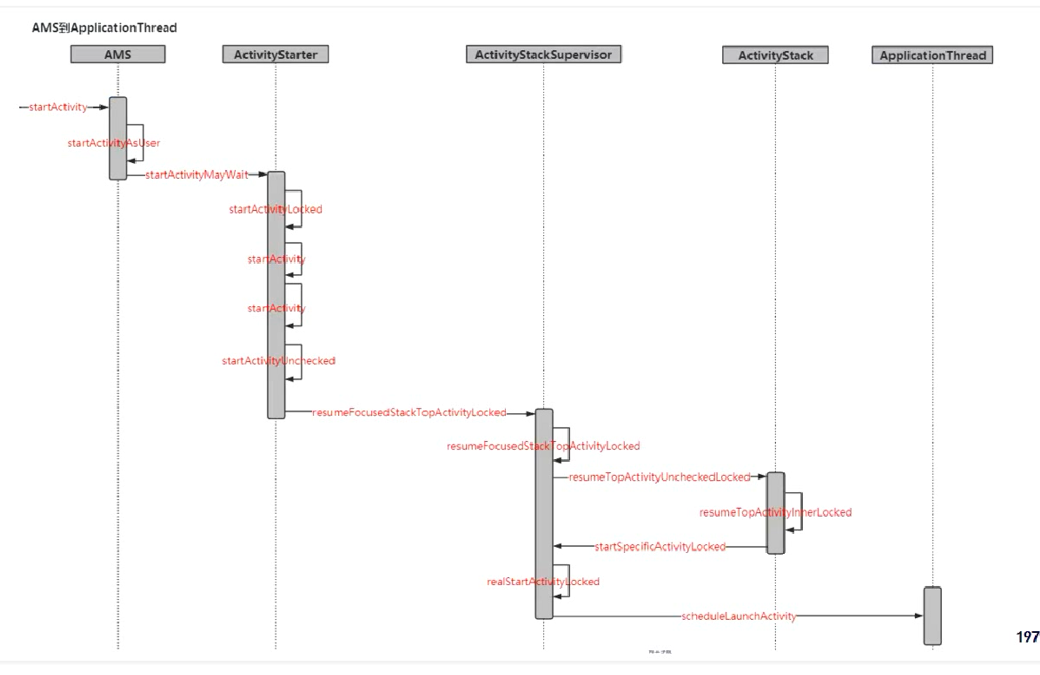 AMS到ApplicationThread
AMS
ActivityStarter
ActivityStackSupervisor
ActivityStack
ApplicationThread
startActivity
startActivityAsUser
startActivityMayWait
startActivityLocked
startActivity
startActivity
startActivityUnchecked
resumeFocusedStackTopActivityLocked
resumeFocusedStackTopActivityLocked
resumeTopActivityUncheckedLocked
resumeTopActivityInnerLocked
startSpecificActivityLocked
realStartActivityLocked
scheduleLaunchActivity
197